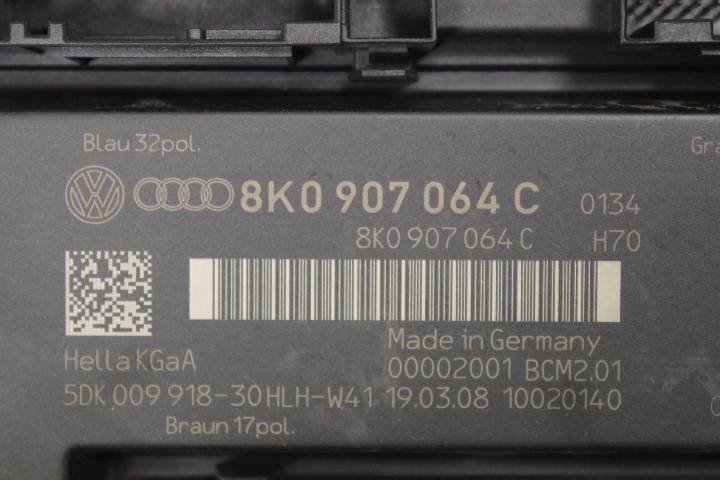 Blau 32pol.
Gra
8K0 907 064 C 0134
8K0 907 064 C H70
Made in Germany
Hella KGaA 00002001 BCM2.01
5DK 009 918-30 HLH-W41 19.03.08 10020140
Braun 17pol.